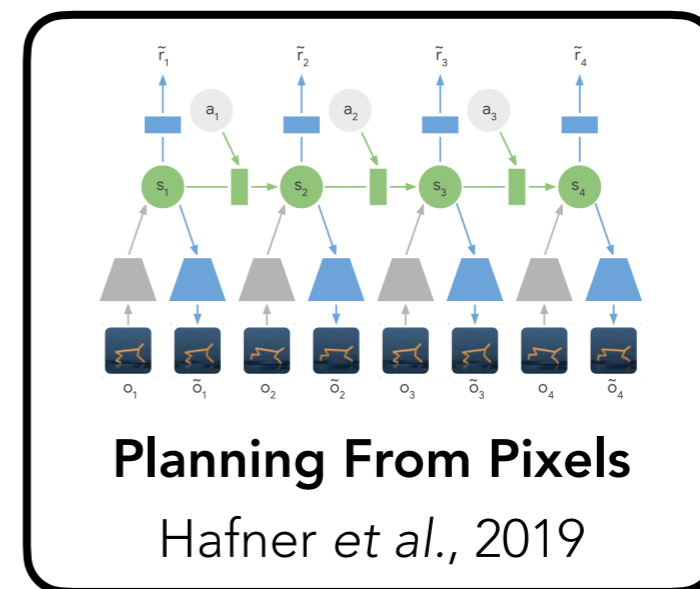 r̃₁ r̃₂ r̃₃ r̃₄
a₁ a₂ a₃
s₁ s₂ s₃ s₄
o₁ õ₁ o₂ õ₂ o₃ õ₃ o₄ õ₄
Planning From Pixels
Hafner et al., 2019